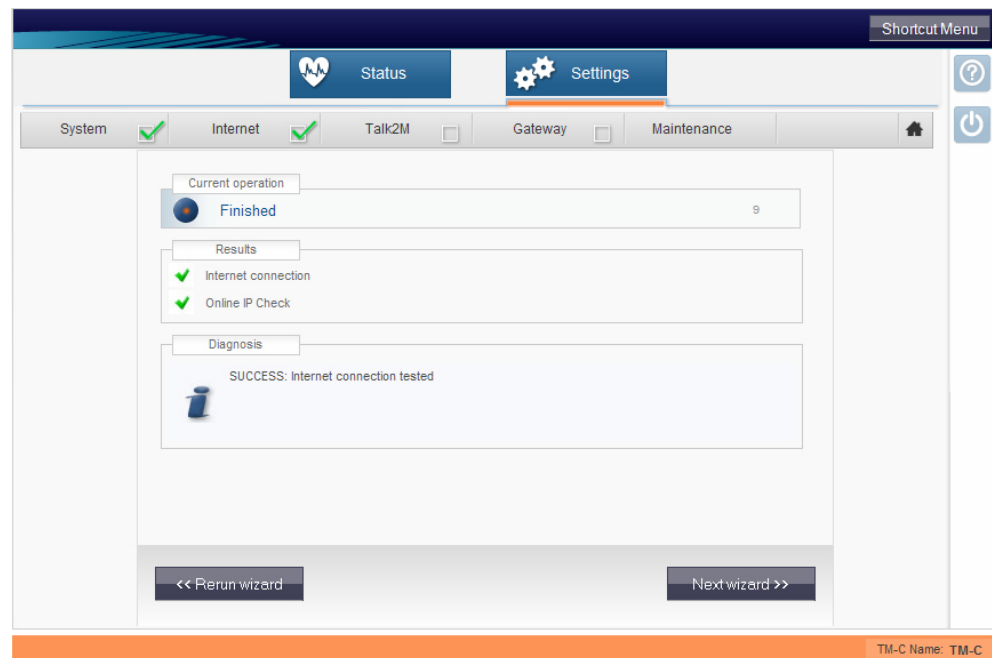 Shortcut Menu
Status
Settings
System
Internet
Talk2M
Gateway
Maintenance
Current operation
Finished
9
Results
Internet connection
Online IP Check
Diagnosis
SUCCESS: Internet connection tested
<< Rerun wizard
Next wizard >>
TM-C Name: TM-C